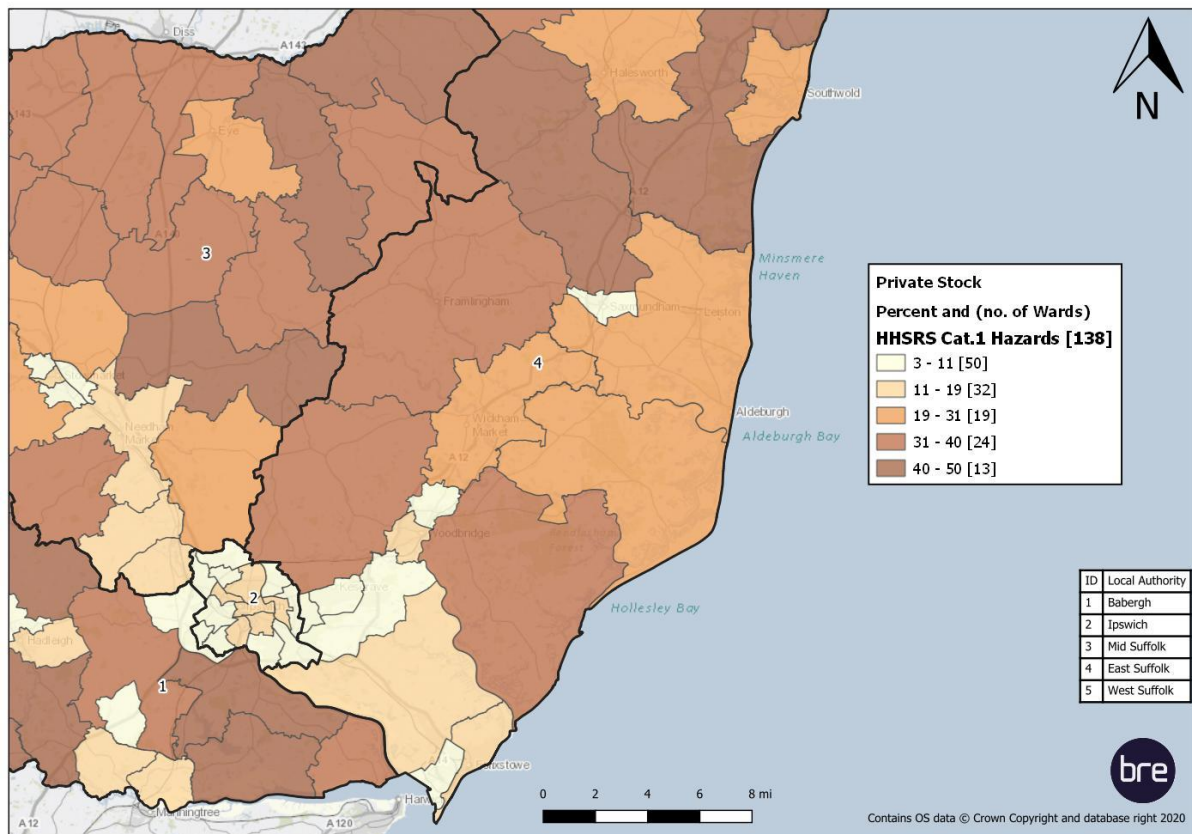 Diss
A143
N
Halesworth
Southwold
143
Eye
A12
A140
3
Minsmere
Haven
Private Stock
Percent and (no. of Wards)
HHSRS Cat.1 Hazards [138]
3 - 11 [50]
11 - 19 [32]
19 - 31 [19]
31 - 40 [24]
40 - 50 [13]
Framlingham
Saxmundham
Leiston
4
Aldeburgh
Aldeburgh Bay
Needham
Market
Wickham
Market
A12
Woodbridge
2
Kesgrave
Hollesley Bay
Hadleigh
1
ID Local Authority
1 Babergh
2 Ipswich
3 Mid Suffolk
4 East Suffolk
5 West Suffolk
bre
0 2 4 6 8 mi
Manningtree
A120
A12
Contains OS data © Crown Copyright and database right 2020